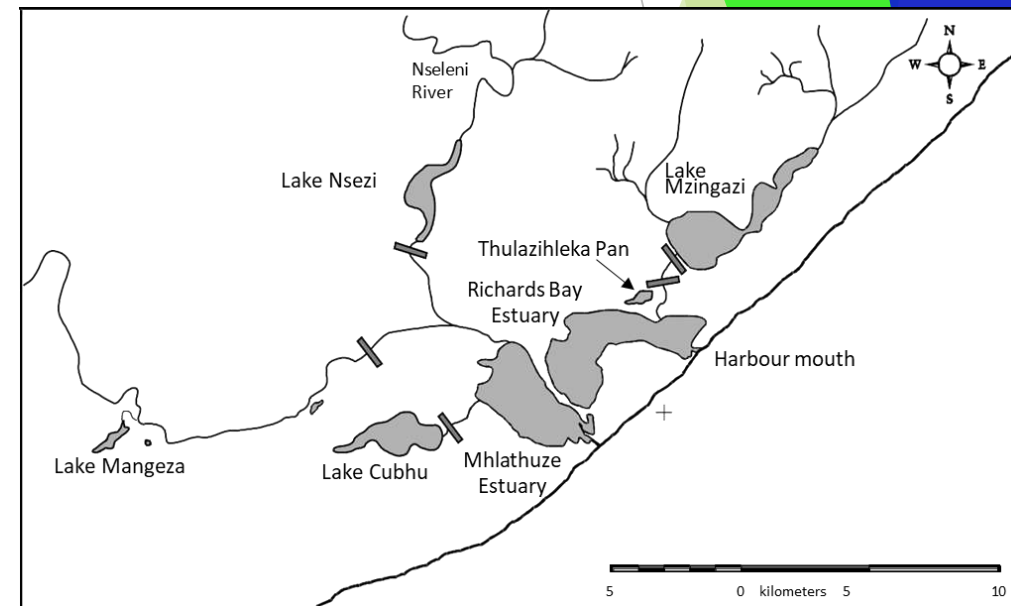 N
W E
S
Nseleni
River
Lake Nsezi
Lake
Mzingazi
Thulazihleka Pan
Richards Bay
Estuary
Harbour mouth
Lake Mangeza
Lake Cubhu
Mhlathuze
Estuary
5 0 kilometers 5 10